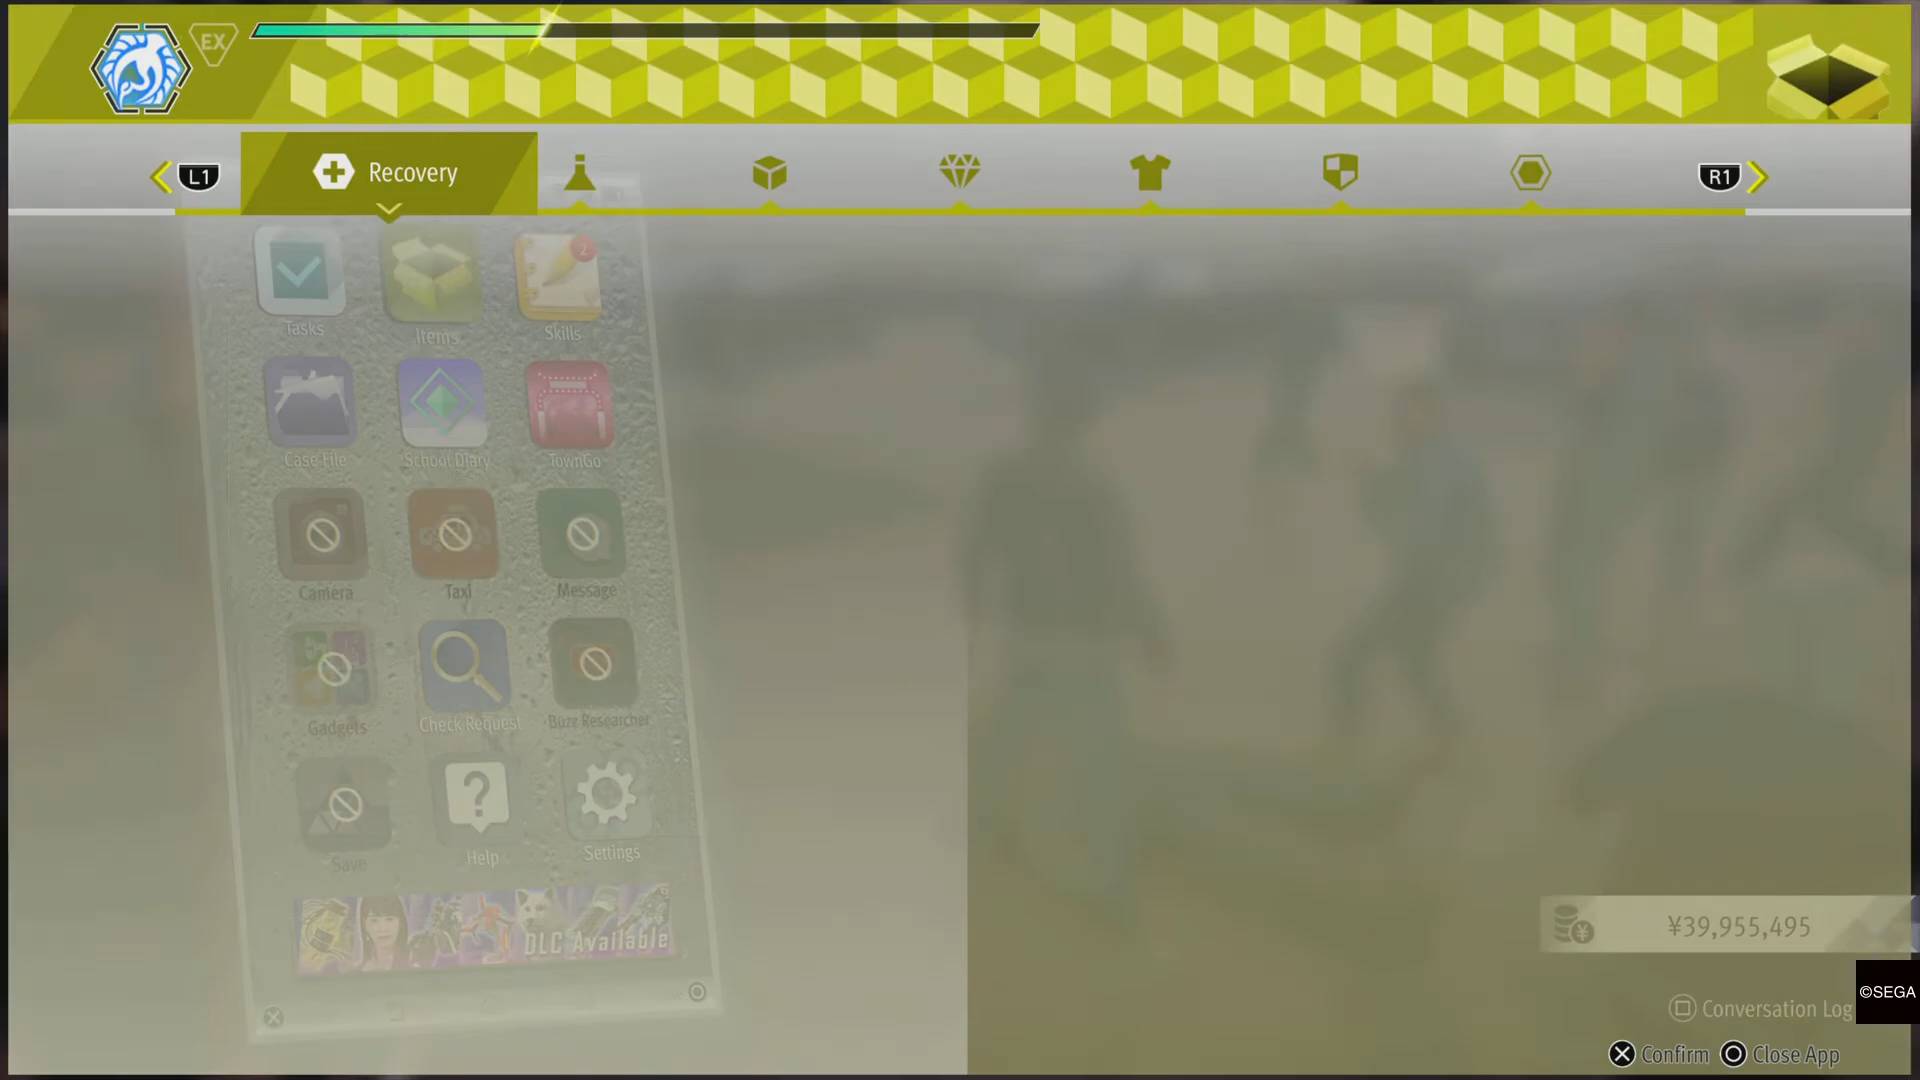 EX
L1
Recovery
R1
2
Tasks
Items
Skills
Case File
School Diary
TownGo
Camera
Taxi
Message
Gadgets
Check Request
Buzz Researcher
Save
Help
Settings
DLC Available
¥39,955,495
©SEGA
Conversation Log
Confirm
Close App